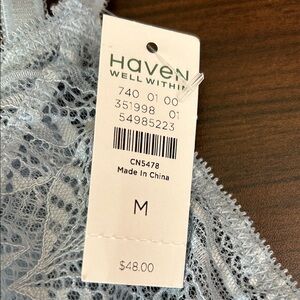 Haven
WELL WITHIN
740 01 00
351998 01
54985223
CN5478
Made In China
M
$48.00